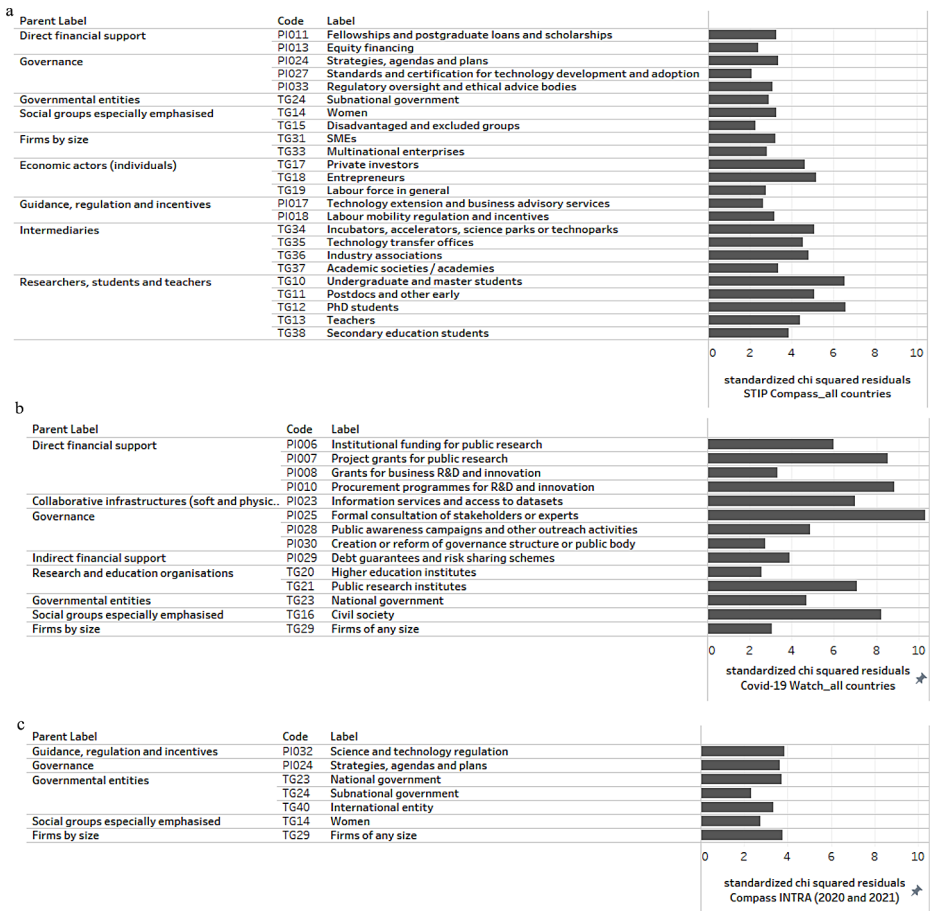 a
Parent Label Code Label
Direct financial support PI011 Fellowships and postgraduate loans and scholarships
PI013 Equity financing
Governance PI024 Strategies, agendas and plans
PI027 Standards and certification for technology development and adoption
PI033 Regulatory oversight and ethical advice bodies
Governmental entities TG24 Subnational government
Social groups especially emphasised TG14 Women
TG15 Disadvantaged and excluded groups
Firms by size TG31 SMEs
TG33 Multinational enterprises
Economic actors (individuals) TG17 Private investors
TG18 Entrepreneurs
TG19 Labour force in general
Guidance, regulation and incentives PI017 Technology extension and business advisory services
PI018 Labour mobility regulation and incentives
Intermediaries TG34 Incubators, accelerators, science parks or technoparks
TG35 Technology transfer offices
TG36 Industry associations
TG37 Academic societies / academies
Researchers, students and teachers TG10 Undergraduate and master students
TG11 Postdocs and other early
TG12 PhD students
TG13 Teachers
TG38 Secondary education students
0 2 4 6 8 10
standardized chi squared residuals
STIP Compass_all countries
b
Parent Label Code Label
Direct financial support PI006 Institutional funding for public research
PI007 Project grants for public research
PI008 Grants for business R&D and innovation
PI010 Procurement programmes for R&D and innovation
Collaborative infrastructures (soft and physic.. PI023 Information services and access to datasets
Governance PI025 Formal consultation of stakeholders or experts
PI028 Public awareness campaigns and other outreach activities
PI030 Creation or reform of governance structure or public body
Indirect financial support PI029 Debt guarantees and risk sharing schemes
Research and education organisations TG20 Higher education institutes
TG21 Public research institutes
Governmental entities TG23 National government
Social groups especially emphasised TG16 Civil society
Firms by size TG29 Firms of any size
0 2 4 6 8 10
standardized chi squared residuals
Covid-19 Watch_all countries
c
Parent Label Code Label
Guidance, regulation and incentives PI032 Science and technology regulation
Governance PI024 Strategies, agendas and plans
Governmental entities TG23 National government
TG24 Subnational government
TG40 International entity
Social groups especially emphasised TG14 Women
Firms by size TG29 Firms of any size
0 2 4 6 8 10
standardized chi squared residuals
Compass INTRA (2020 and 2021)